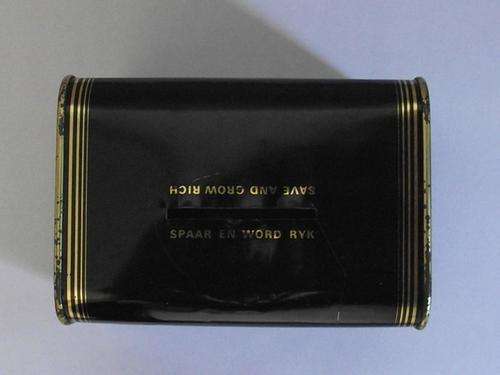 SAVE AND GROW RICH
SPAAR EN WORD RYK